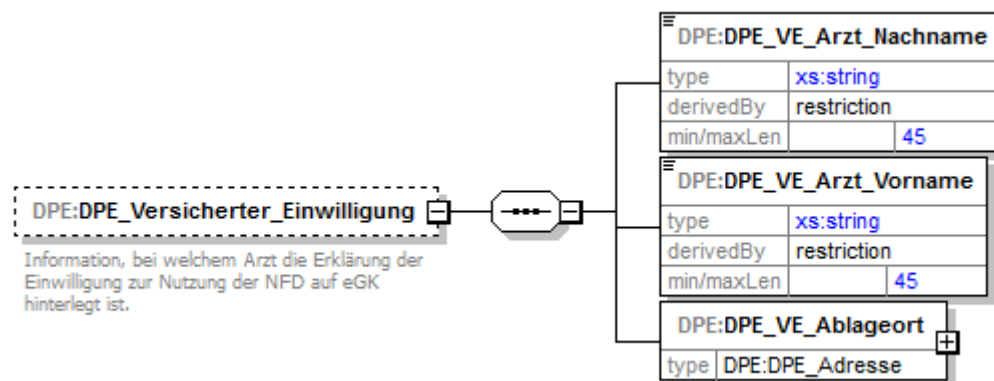 DPE:DPE_VE_Arzt_Nachname
type xs:string
derivedBy restriction
min/maxLen 45
DPE:DPE_VE_Arzt_Vorname
type xs:string
derivedBy restriction
min/maxLen 45
DPE:DPE_Versicherter_Einwilligung
Information, bei welchem Arzt die Erklärung der
Einwilligung zur Nutzung der NFD auf eGK
hinterlegt ist.
DPE:DPE_VE_Ablageort
type DPE:DPE_Adresse